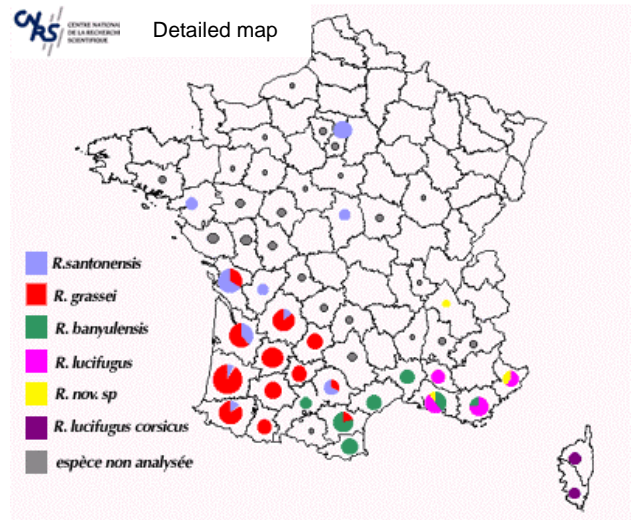 CNRS
CENTRE NATIONAL
DE LA RECHERCHE
SCIENTIFIQUE
Detailed map
R.santonensis
R. grassei
R. banyulensis
R. lucifugus
R. nov. sp
R. lucifugus corsicus
espèce non analysée